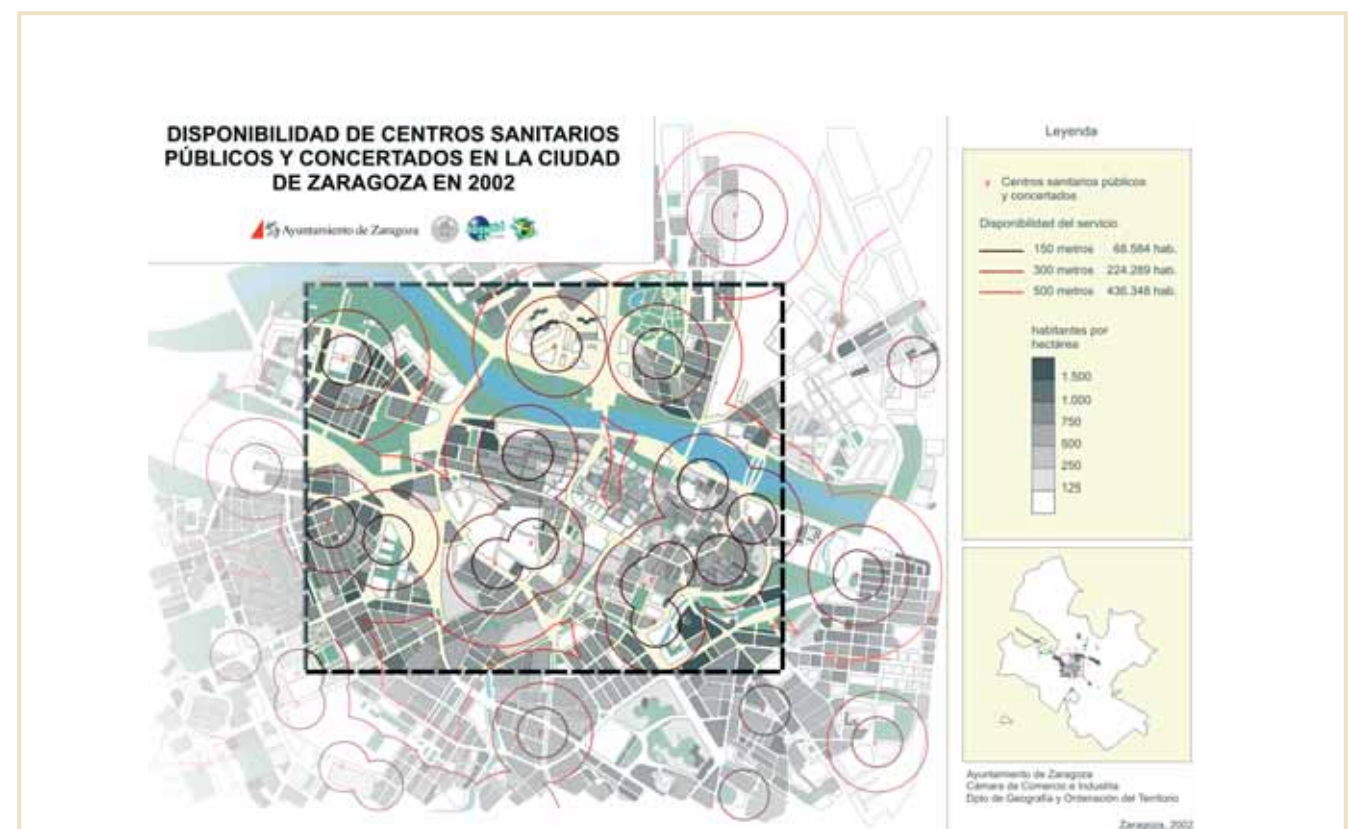 DISPONIBILIDAD DE CENTROS SANITARIOS
PÚBLICOS Y CONCERTADOS EN LA CIUDAD
DE ZARAGOZA EN 2002
Ayuntamiento de Zaragoza
Leyenda
Centros sanitarios públicos
y concertados
Disponibilidad del servicio
150 metros 68.584 hab.
300 metros 224.289 hab.
500 metros 436.348 hab.
habitantes por
hectárea
1.500
1.000
750
500
250
125
Ayuntamiento de Zaragoza
Cámara de Comercio e Industria
Dpto de Geografía y Ordenación del Territorio
Zaragoza, 2002